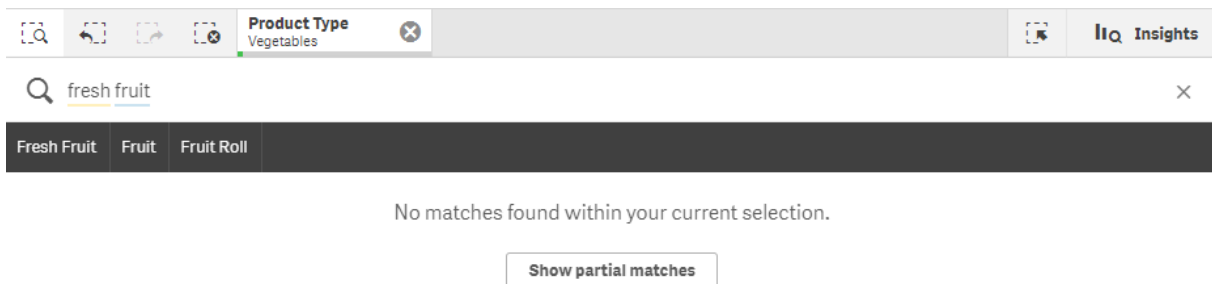 Product Type
Vegetables
Insights
fresh fruit
Fresh Fruit Fruit Fruit Roll
No matches found within your current selection.
Show partial matches